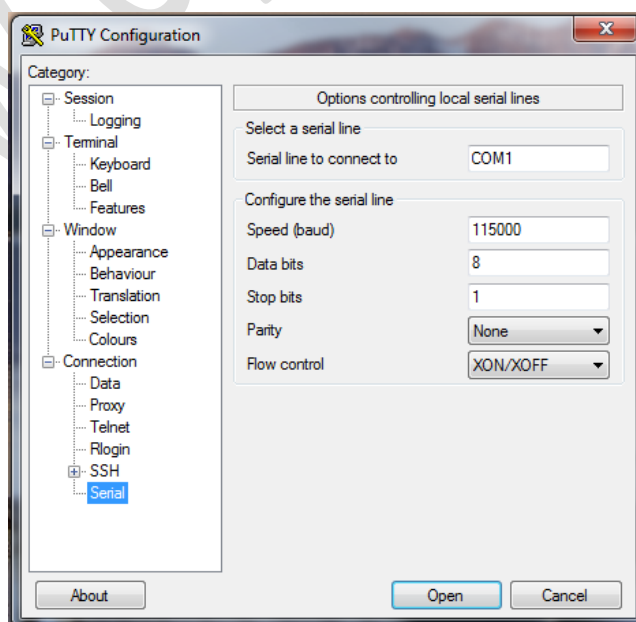 PuTTY Configuration
Category:
Session
Logging
Terminal
Keyboard
Bell
Features
Window
Appearance
Behaviour
Translation
Selection
Colours
Connection
Data
Proxy
Telnet
Rlogin
SSH
Serial
Options controlling local serial lines
Select a serial line
Serial line to connect to COM1
Configure the serial line
Speed (baud) 115000
Data bits 8
Stop bits 1
Parity None
Flow control XON/XOFF
About Open Cancel